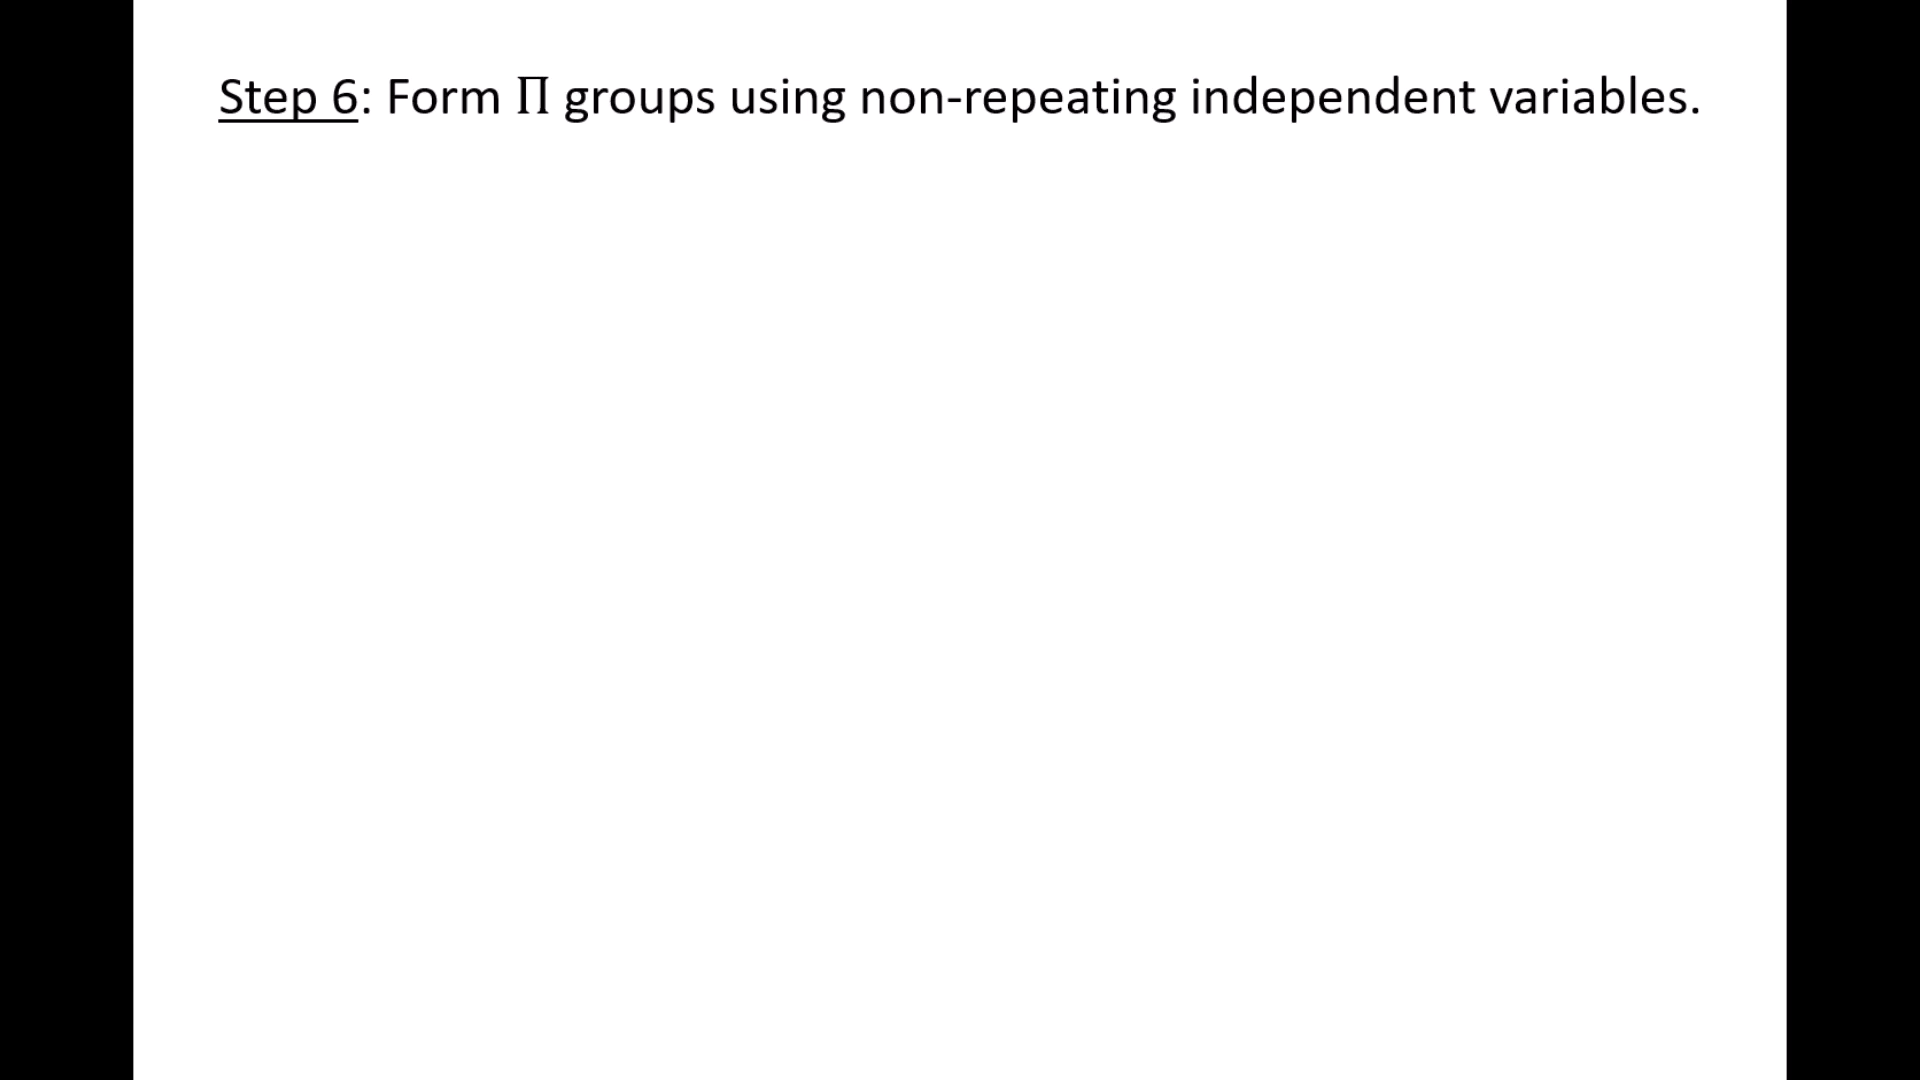 Step 6: Form Π groups using non-repeating independent variables.